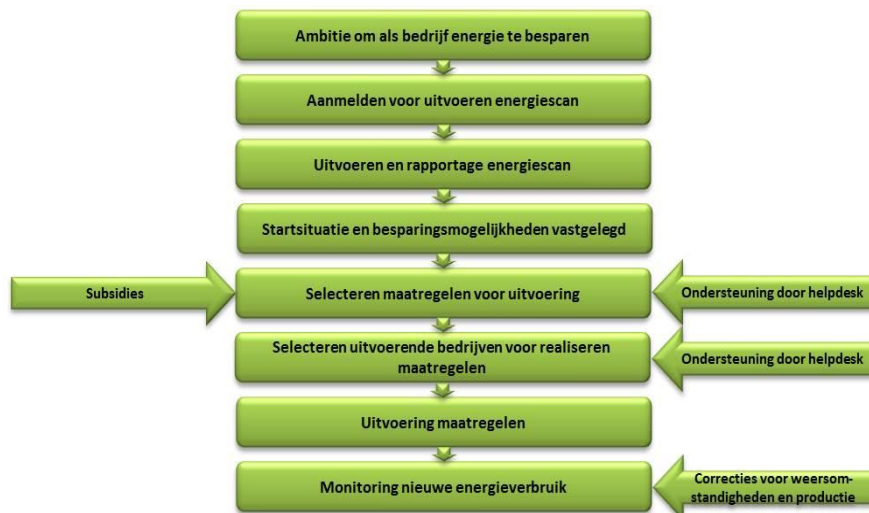 Ambitie om als bedrijf energie te besparen
Aanmelden voor uitvoeren energiescan
Uitvoeren en rapportage energiescan
Startsituatie en besparingsmogelijkheden vastgelegd
Subsidies
Selecteren maatregelen voor uitvoering
Ondersteuning door helpdesk
Selecteren uitvoerende bedrijven voor realiseren
maatregelen
Ondersteuning door helpdesk
Uitvoering maatregelen
Monitoring nieuwe energieverbruik
Correcties voor weersom-
standigheden en productie